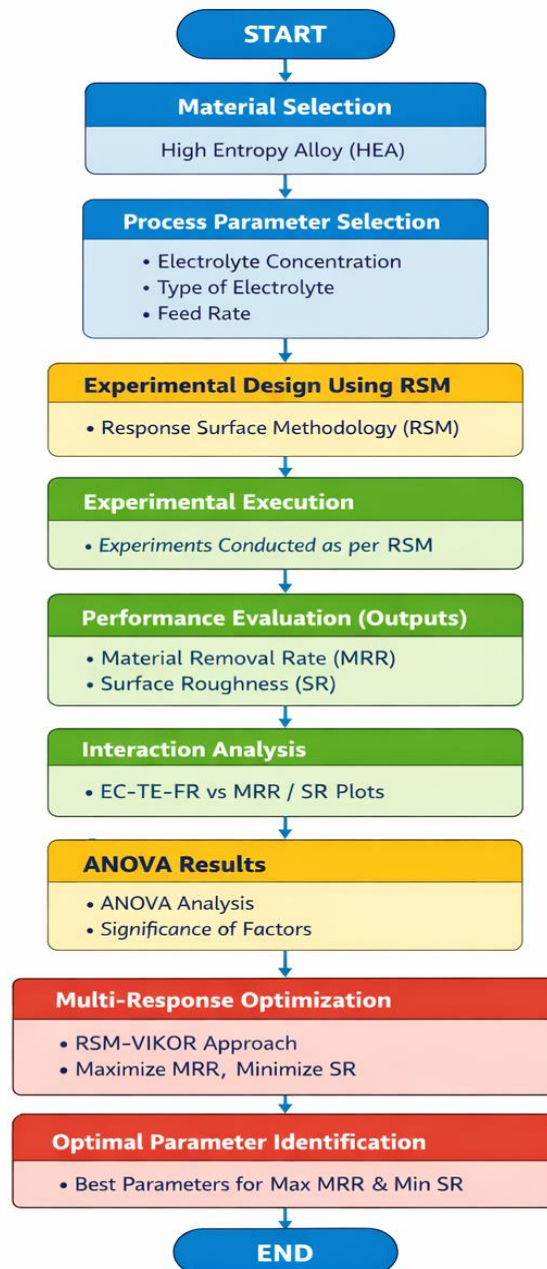 START
Material Selection
High Entropy Alloy (HEA)
Process Parameter Selection
• Electrolyte Concentration
• Type of Electrolyte
• Feed Rate
Experimental Design Using RSM
• Response Surface Methodology (RSM)
Experimental Execution
• Experiments Conducted as per RSM
Performance Evaluation (Outputs)
• Material Removal Rate (MRR)
• Surface Roughness (SR)
Interaction Analysis
• EC-TE-FR vs MRR / SR Plots
ANOVA Results
• ANOVA Analysis
• Significance of Factors
Multi-Response Optimization
• RSM-VIKOR Approach
• Maximize MRR, Minimize SR
Optimal Parameter Identification
• Best Parameters for Max MRR & Min SR
END